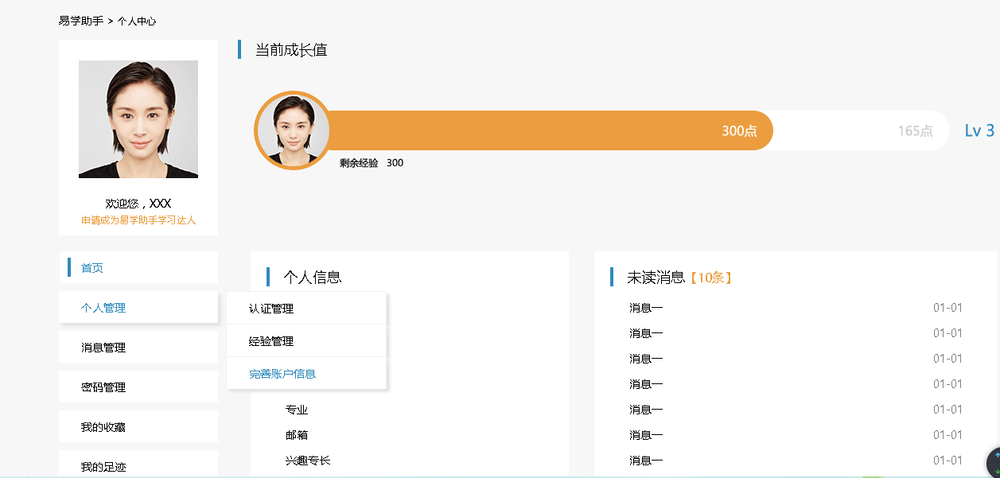 易学助手 > 个人中心
当前成长值
300点
165点
Lv 3
剩余经验 300
欢迎您，XXX
申请成为易学助手学习达人
首页
个人管理
消息管理
密码管理
我的收藏
我的足迹
认证管理
经验管理
完善账户信息
个人信息
专业
邮箱
兴趣专长
未读消息【10条】
消息一 01-01
消息一 01-01
消息一 01-01
消息一 01-01
消息一 01-01
消息一 01-01
消息一 01-01